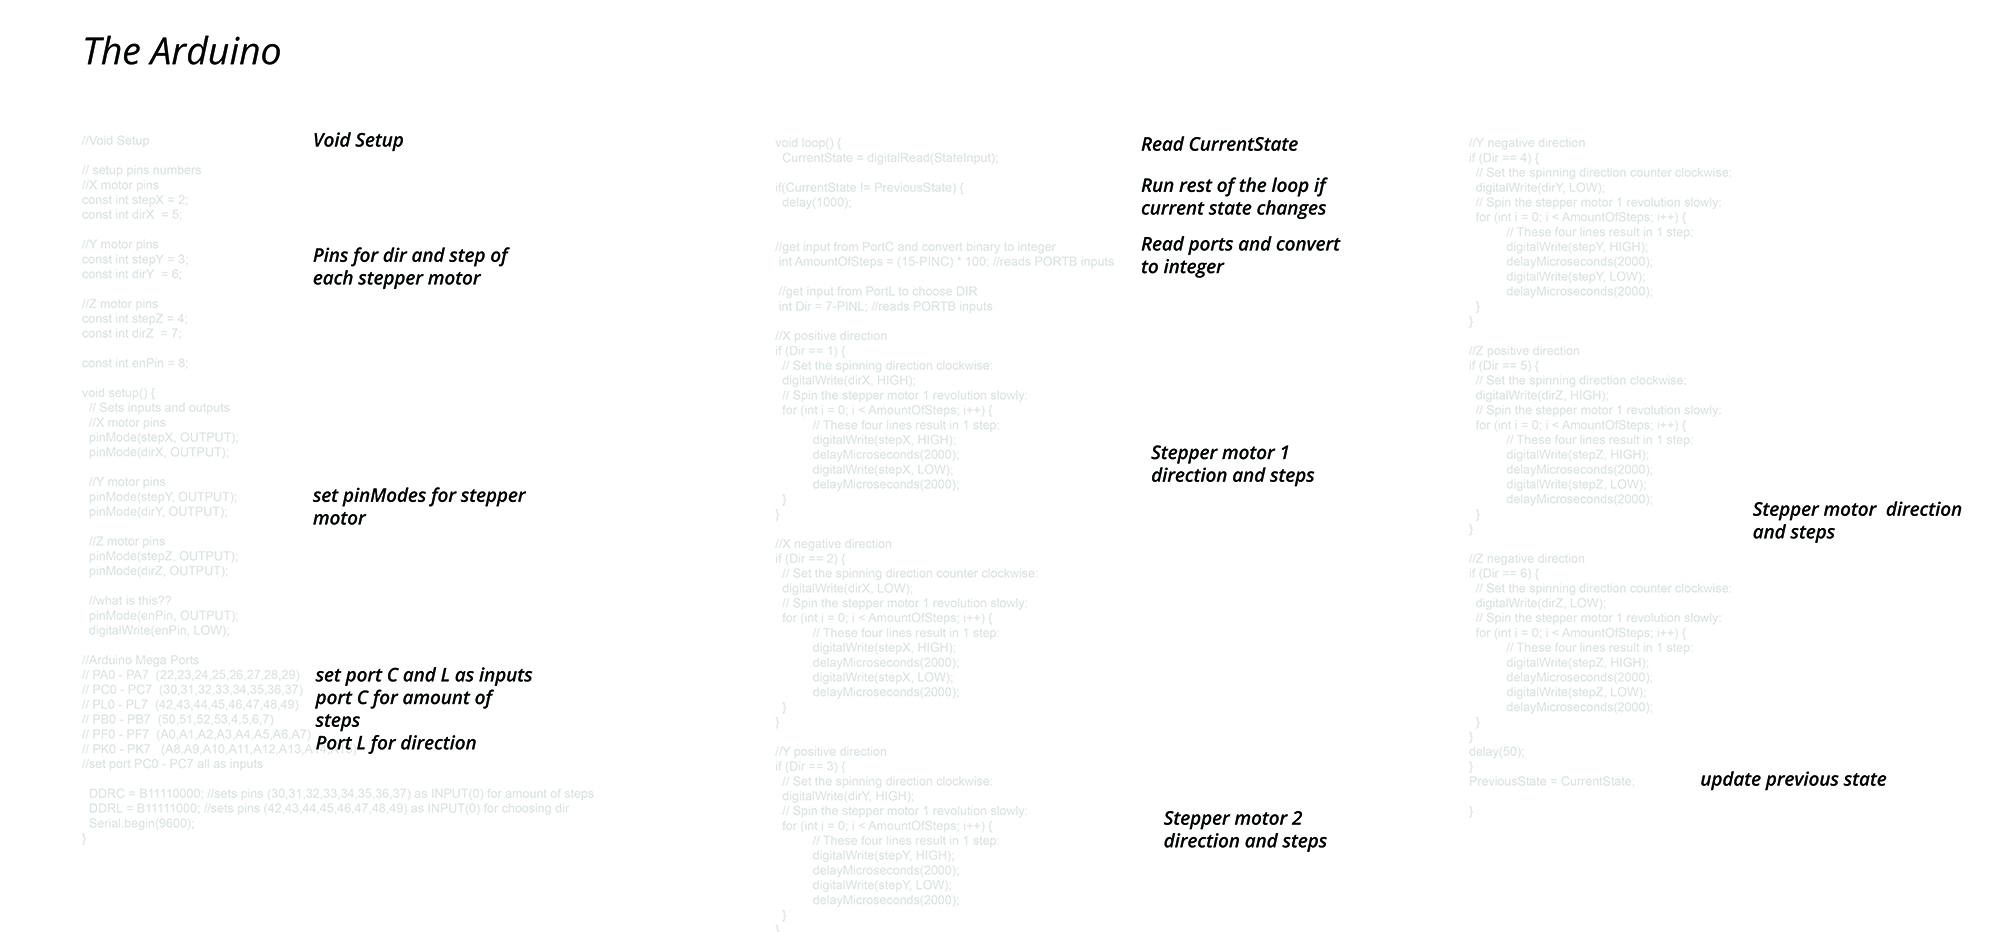 The Arduino
//Void Setup
// setup pins numbers
//X motor pins
const int stepX = 2;
const int dirX  = 5;
//Y motor pins
const int stepY = 3;
const int dirY  = 6;
//Z motor pins
const int stepZ = 4;
const int dirZ  = 7;
const int enPin = 8;
void setup() {
// Sets inputs and outputs
//X motor pins
pinMode(stepX, OUTPUT);
pinMode(dirX, OUTPUT);
//Y motor pins
pinMode(stepY, OUTPUT);
pinMode(dirY, OUTPUT);
//Z motor pins
pinMode(stepZ, OUTPUT);
pinMode(dirZ, OUTPUT);
//what is this??
pinMode(enPin, OUTPUT);
digitalWrite(enPin, LOW);
//Arduino Mega Ports
// PA0 - PA7  (22,23,24,25,26,27,28,29)
// PC0 - PC7  (30,31,32,33,34,35,36,37)
// PL0 - PL7  (42,43,44,45,46,47,48,49)
// PB0 - PB7  (50,51,52,53,4,5,6,7)
// PF0 - PF7  (A0,A1,A2,A3,A4,A5,A6,A7)
// PK0 - PK7   (A8,A9,A10,A11,A12,A13,
//set port PC0 - PC7 all as inputs
DDRC = B11110000; //sets pins (30,31,32,33,34,35,36,37) as INPUT(0) for amount of steps
DDRL = B11111000; //sets pins (42,43,44,45,46,47,48,49) as INPUT(0) for choosing dir
Serial.begin(9600);
}
Void Setup
Pins for dir and step of
each stepper motor
set pinModes for stepper
motor
set port C and L as inputs
port C for amount of
steps
Port L for direction
void loop() {
CurrentState = digitalRead(StateInput);
if(CurrentState != PreviousState) {
delay(1000);
//get input from PortC and convert binary to integer
int AmountOfSteps = (15-PINC) * 100; //reads PORTB inputs
//get input from PortL to choose DIR
int Dir = 7-PINL; //reads PORTB inputs
//X positive direction
if (Dir == 1) {
// Set the spinning direction clockwise:
digitalWrite(dirX, HIGH);
// Spin the stepper motor 1 revolution slowly:
for (int i = 0; i < AmountOfSteps; i++) {
// These four lines result in 1 step:
digitalWrite(stepX, HIGH);
delayMicroseconds(2000);
digitalWrite(stepX, LOW);
delayMicroseconds(2000);
}
}
//X negative direction
if (Dir == 2) {
// Set the spinning direction counter clockwise:
digitalWrite(dirX, LOW);
// Spin the stepper motor 1 revolution slowly:
for (int i = 0; i < AmountOfSteps; i++) {
// These four lines result in 1 step:
digitalWrite(stepX, HIGH);
delayMicroseconds(2000);
digitalWrite(stepX, LOW);
delayMicroseconds(2000);
}
}
//Y positive direction
if (Dir == 3) {
// Set the spinning direction clockwise:
digitalWrite(dirY, HIGH);
// Spin the stepper motor 1 revolution slowly:
for (int i = 0; i < AmountOfSteps; i++) {
// These four lines result in 1 step:
digitalWrite(stepY, HIGH);
delayMicroseconds(2000);
digitalWrite(stepY, LOW);
delayMicroseconds(2000);
}
}
Read CurrentState
Run rest of the loop if
current state changes
Read ports and convert
to integer
Stepper motor 1
direction and steps
Stepper motor 2
direction and steps
//Y negative direction
if (Dir == 4) {
// Set the spinning direction counter clockwise:
digitalWrite(dirY, LOW);
// Spin the stepper motor 1 revolution slowly:
for (int i = 0; i < AmountOfSteps; i++) {
// These four lines result in 1 step:
digitalWrite(stepY, HIGH);
delayMicroseconds(2000);
digitalWrite(stepY, LOW);
delayMicroseconds(2000);
}
}
//Z positive direction
if (Dir == 5) {
// Set the spinning direction clockwise:
digitalWrite(dirZ, HIGH);
// Spin the stepper motor 1 revolution slowly:
for (int i = 0; i < AmountOfSteps; i++) {
// These four lines result in 1 step:
digitalWrite(stepZ, HIGH);
delayMicroseconds(2000);
digitalWrite(stepZ, LOW);
delayMicroseconds(2000);
}
}
//Z negative direction
if (Dir == 6) {
// Set the spinning direction counter clockwise:
digitalWrite(dirZ, LOW);
// Spin the stepper motor 1 revolution slowly:
for (int i = 0; i < AmountOfSteps; i++) {
// These four lines result in 1 step:
digitalWrite(stepZ, HIGH);
delayMicroseconds(2000);
digitalWrite(stepZ, LOW);
delayMicroseconds(2000);
}
}
delay(50);
}
PreviousState = CurrentState;
}
Stepper motor  direction
and steps
update previous state